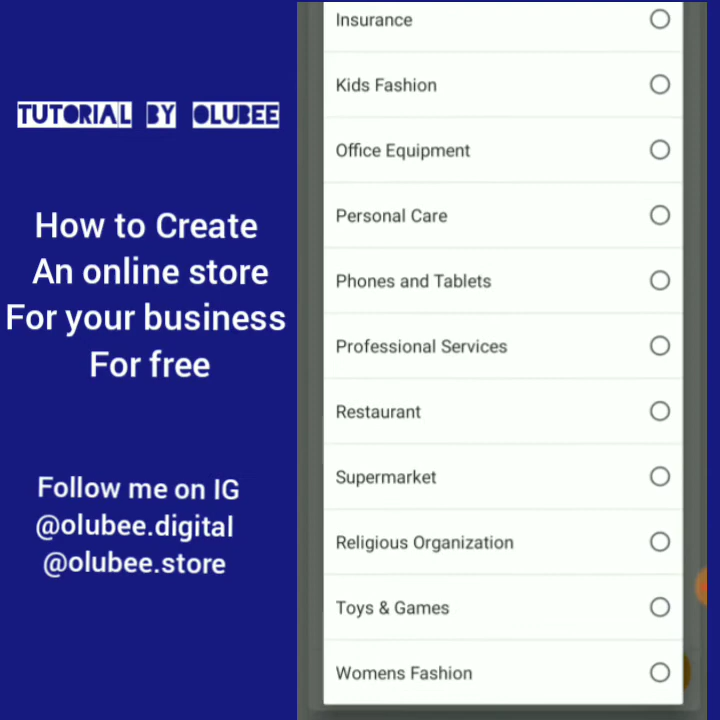 TUTORIAL BY OLUBEE
How to Create
An online store
For your business
For free
Follow me on IG
@olubee.digital
@olubee.store
Insurance
Kids Fashion
Office Equipment
Personal Care
Phones and Tablets
Professional Services
Restaurant
Supermarket
Religious Organization
Toys & Games
Womens Fashion